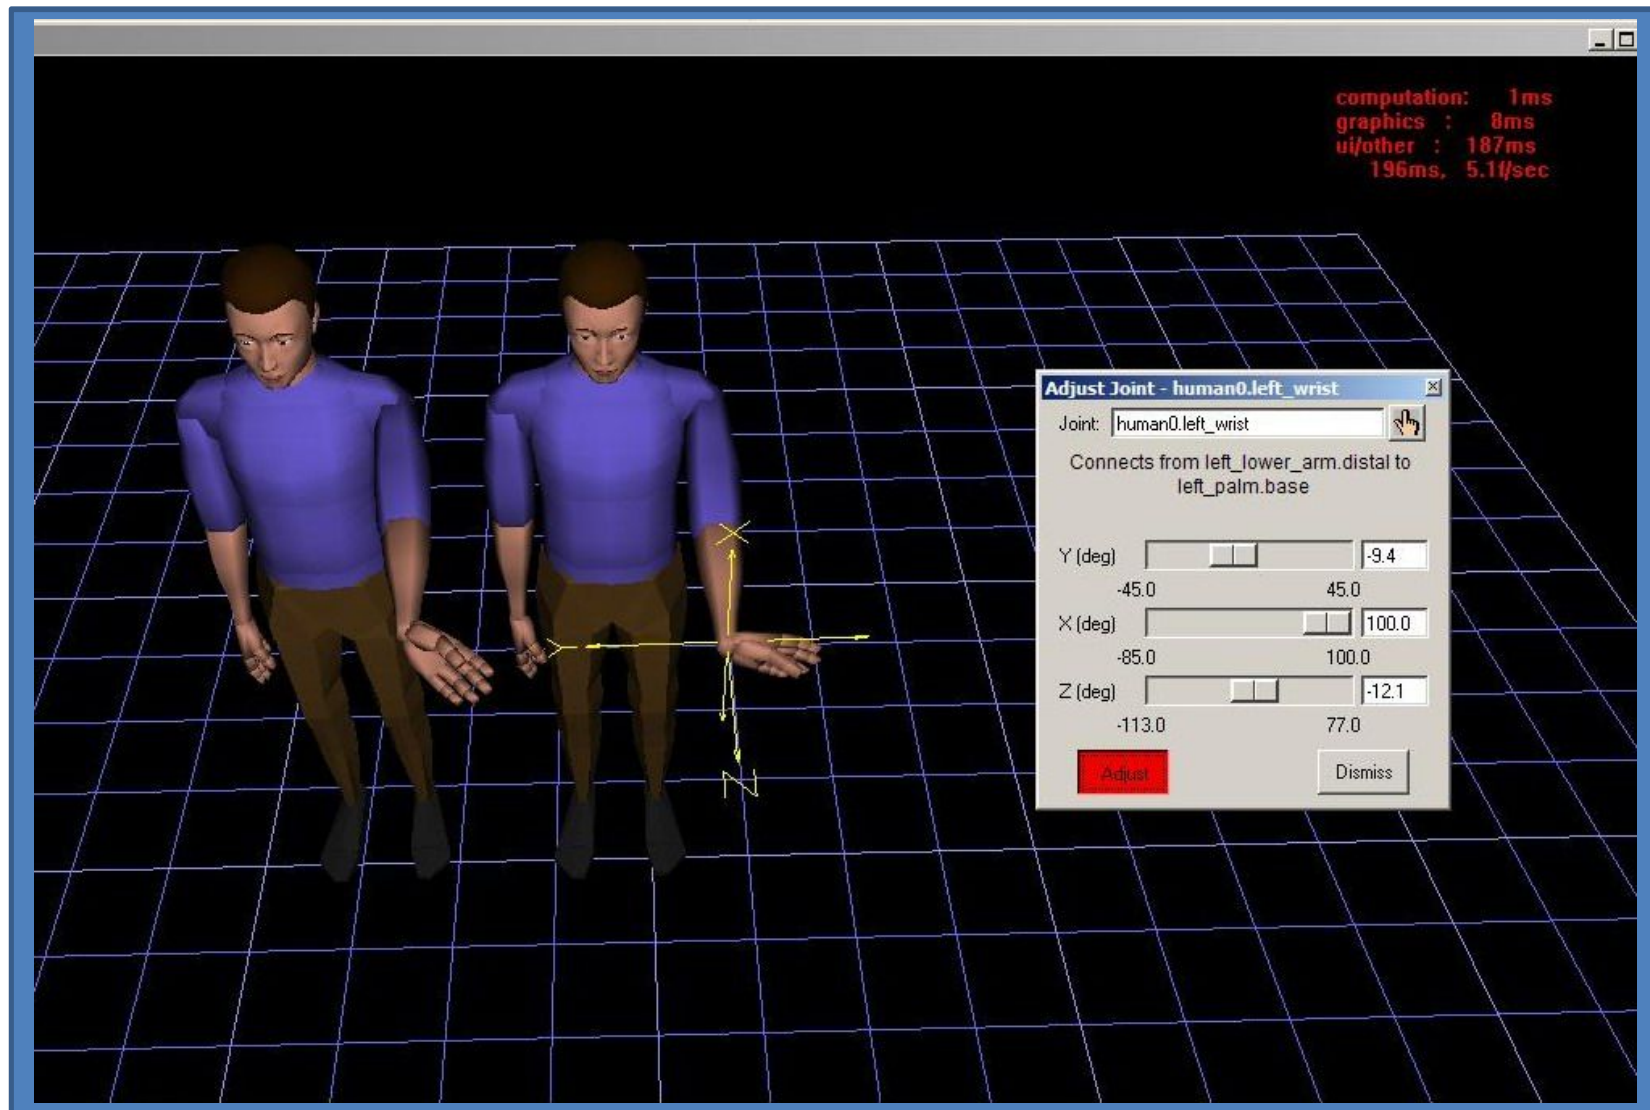 computation: 1ms
graphics : 8ms
ui/other : 187ms
196ms, 5.1f/sec
Adjust Joint - human0.left_wrist
Joint: human0.left_wrist
Connects from left_lower_arm.distal to
left_palm.base
Y (deg) -9.4
-45.0 45.0
X (deg) 100.0
-85.0 100.0
Z (deg) -12.1
-113.0 77.0
Adjust Dismiss
X
Y
Z